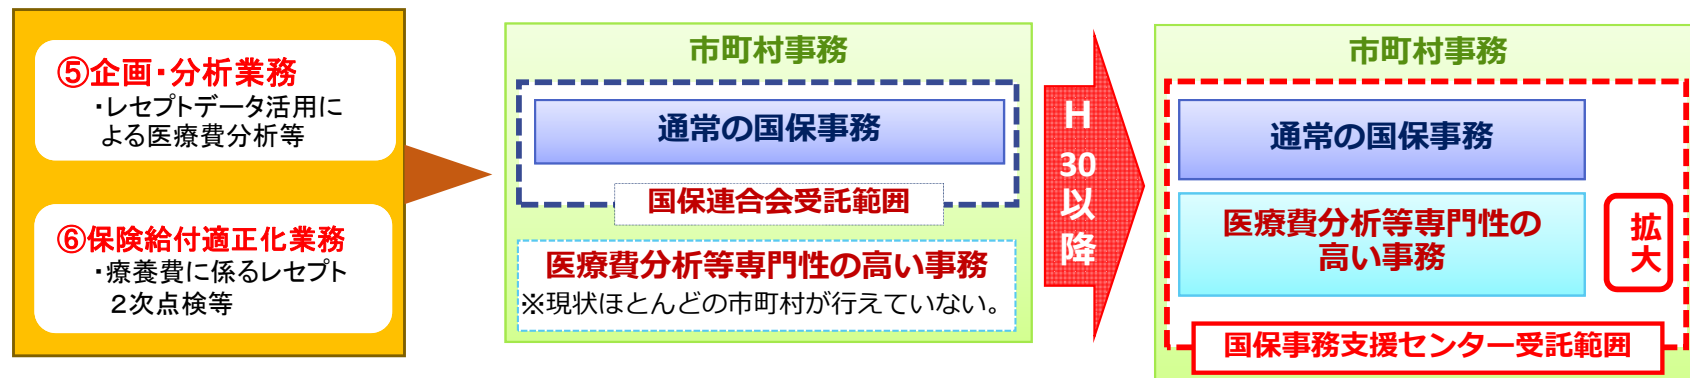 ⑤企画・分析業務
・レセプトデータ活用に
よる医療費分析等
⑥保険給付適正化業務
・療養費に係るレセプト
２次点検等
市町村事務
通常の国保事務
国保連合会受託範囲
医療費分析等専門性の高い事務
※現状ほとんどの市町村が行えていない。
H
30
以
降
市町村事務
通常の国保事務
医療費分析等専門性の
高い事務
拡
大
国保事務支援センター受託範囲